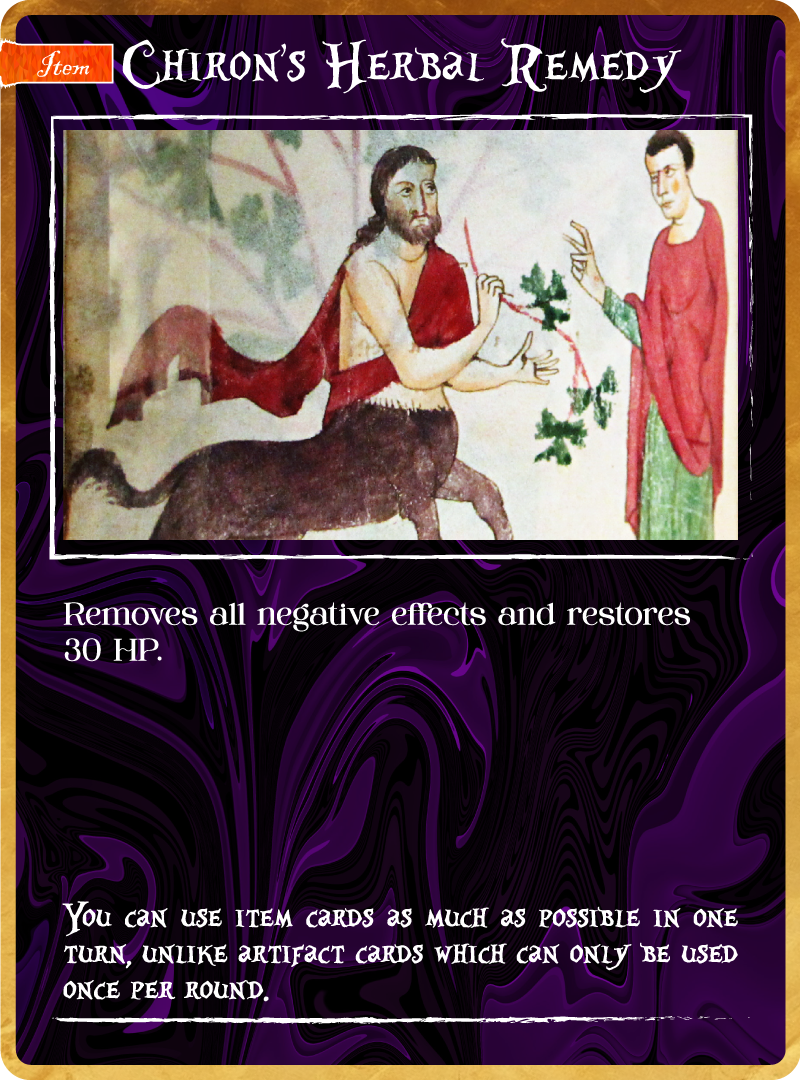 Item
Chiron's Herbal Remedy
Removes all negative effects and restores
30 HP.
You can use item cards as much as possible in one
turn, unlike artifact cards which can only be used
once per round.